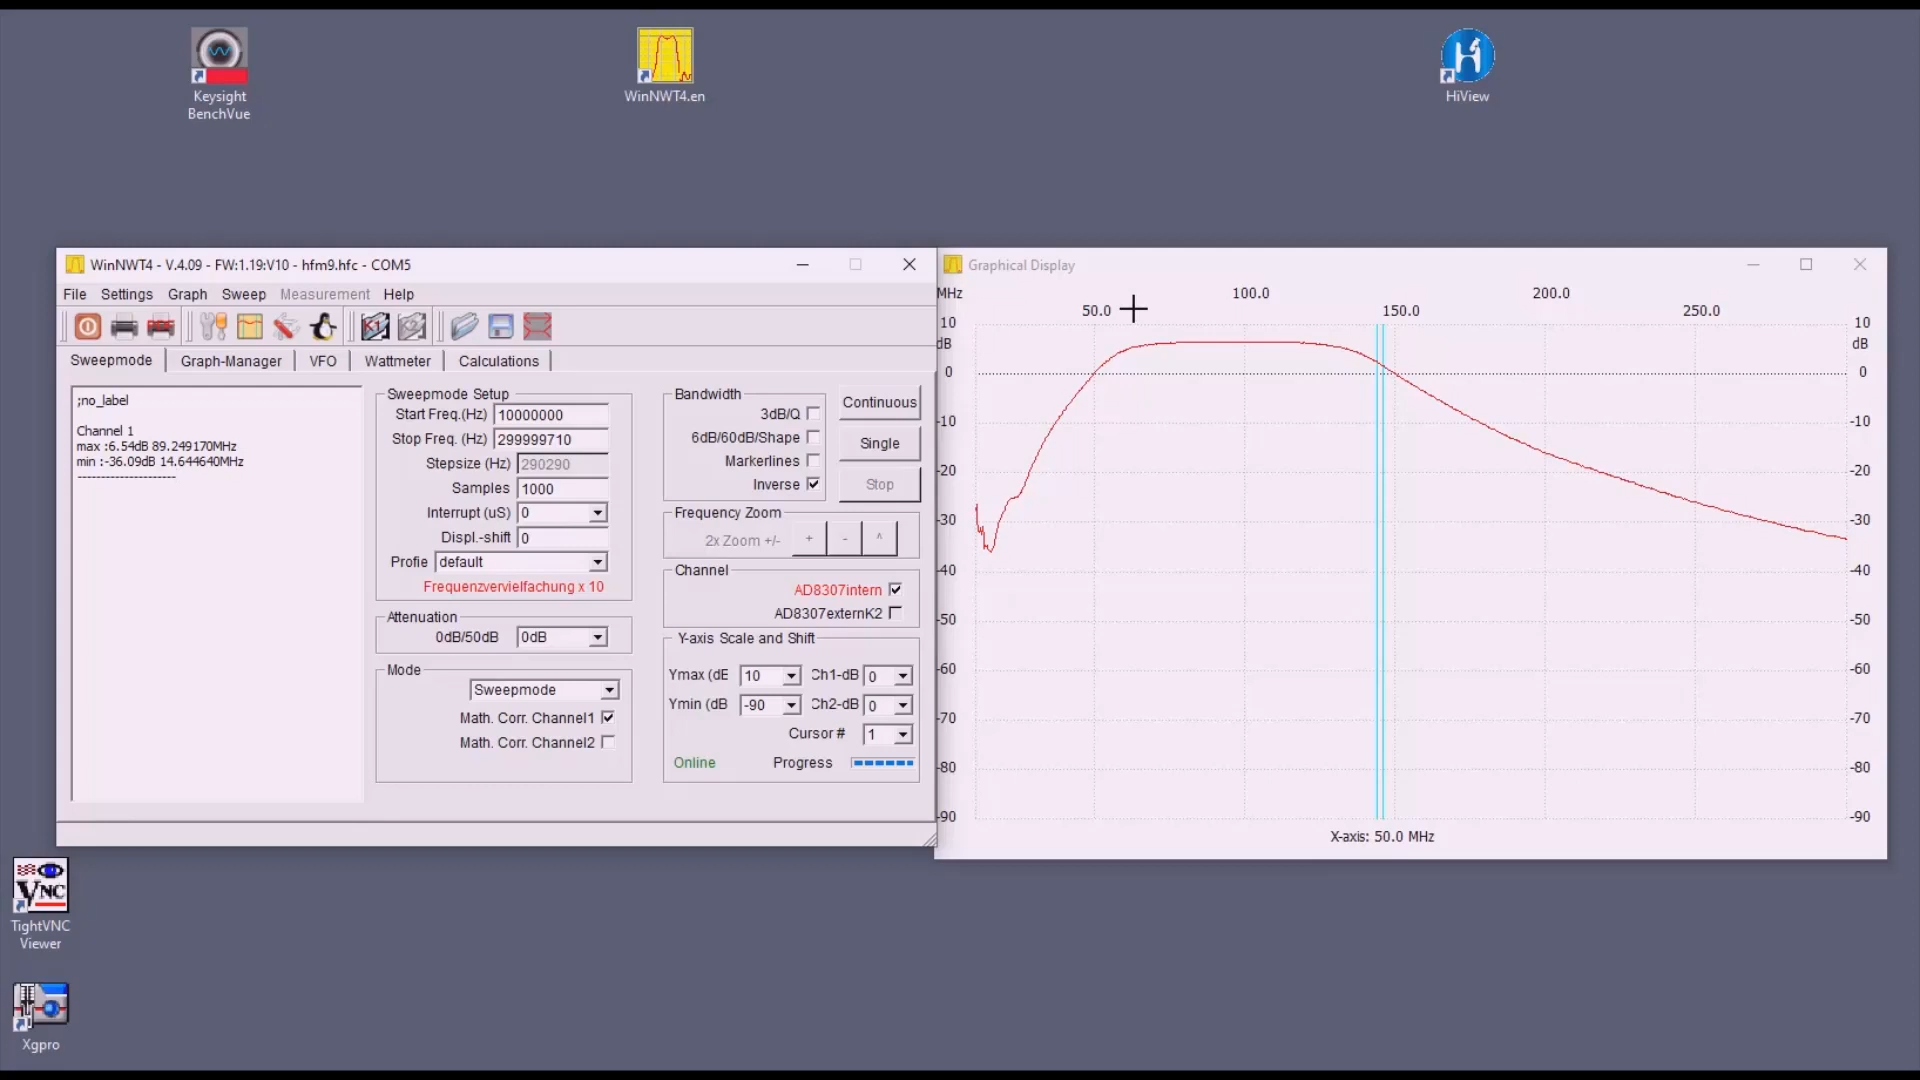 Keysight
BenchVue
WinNWT4.en
HiView
WinNWT4 - V.4.09 - FW:1.19:V10 - hfm9.hfc - COM5
File Settings Graph Sweep Measurement Help
Sweepmode Graph-Manager VFO Wattmeter Calculations
;no_label
Channel 1
max :6.54dB 89.249170MHz
min :-36.09dB 14.644640MHz
----------------------
Sweepmode Setup
Start Freq.(Hz) 10000000
Stop Freq. (Hz) 299999710
Stepsize (Hz) 290290
Samples 1000
Interrupt (uS) 0
Displ.-shift 0
Profie default
Frequenzvervielfachung x 10
Attenuation
0dB/50dB 0dB
Mode
Sweepmode
Math. Corr. Channel1
Math. Corr. Channel2
Bandwidth
3dB/Q
6dB/60dB/Shape
Markerlines
Inverse
Continuous
Single
Stop
Frequency Zoom
2x Zoom +/- + - ^
Channel
AD8307intern
AD8307externK2
Y-axis Scale and Shift
Ymax (dE 10 Ch1-dB 0
Ymin (dB -90 Ch2-dB 0
Cursor # 1
Online Progress
Graphical Display
MHz 100.0 200.0
50.0 150.0 250.0
10 10
dB dB
0 0
-10 -10
-20 -20
-30 -30
-40 -40
-50 -50
-60 -60
-70 -70
-80 -80
-90 -90
X-axis: 50.0 MHz
VNC
TightVNC
Viewer
Xgpro